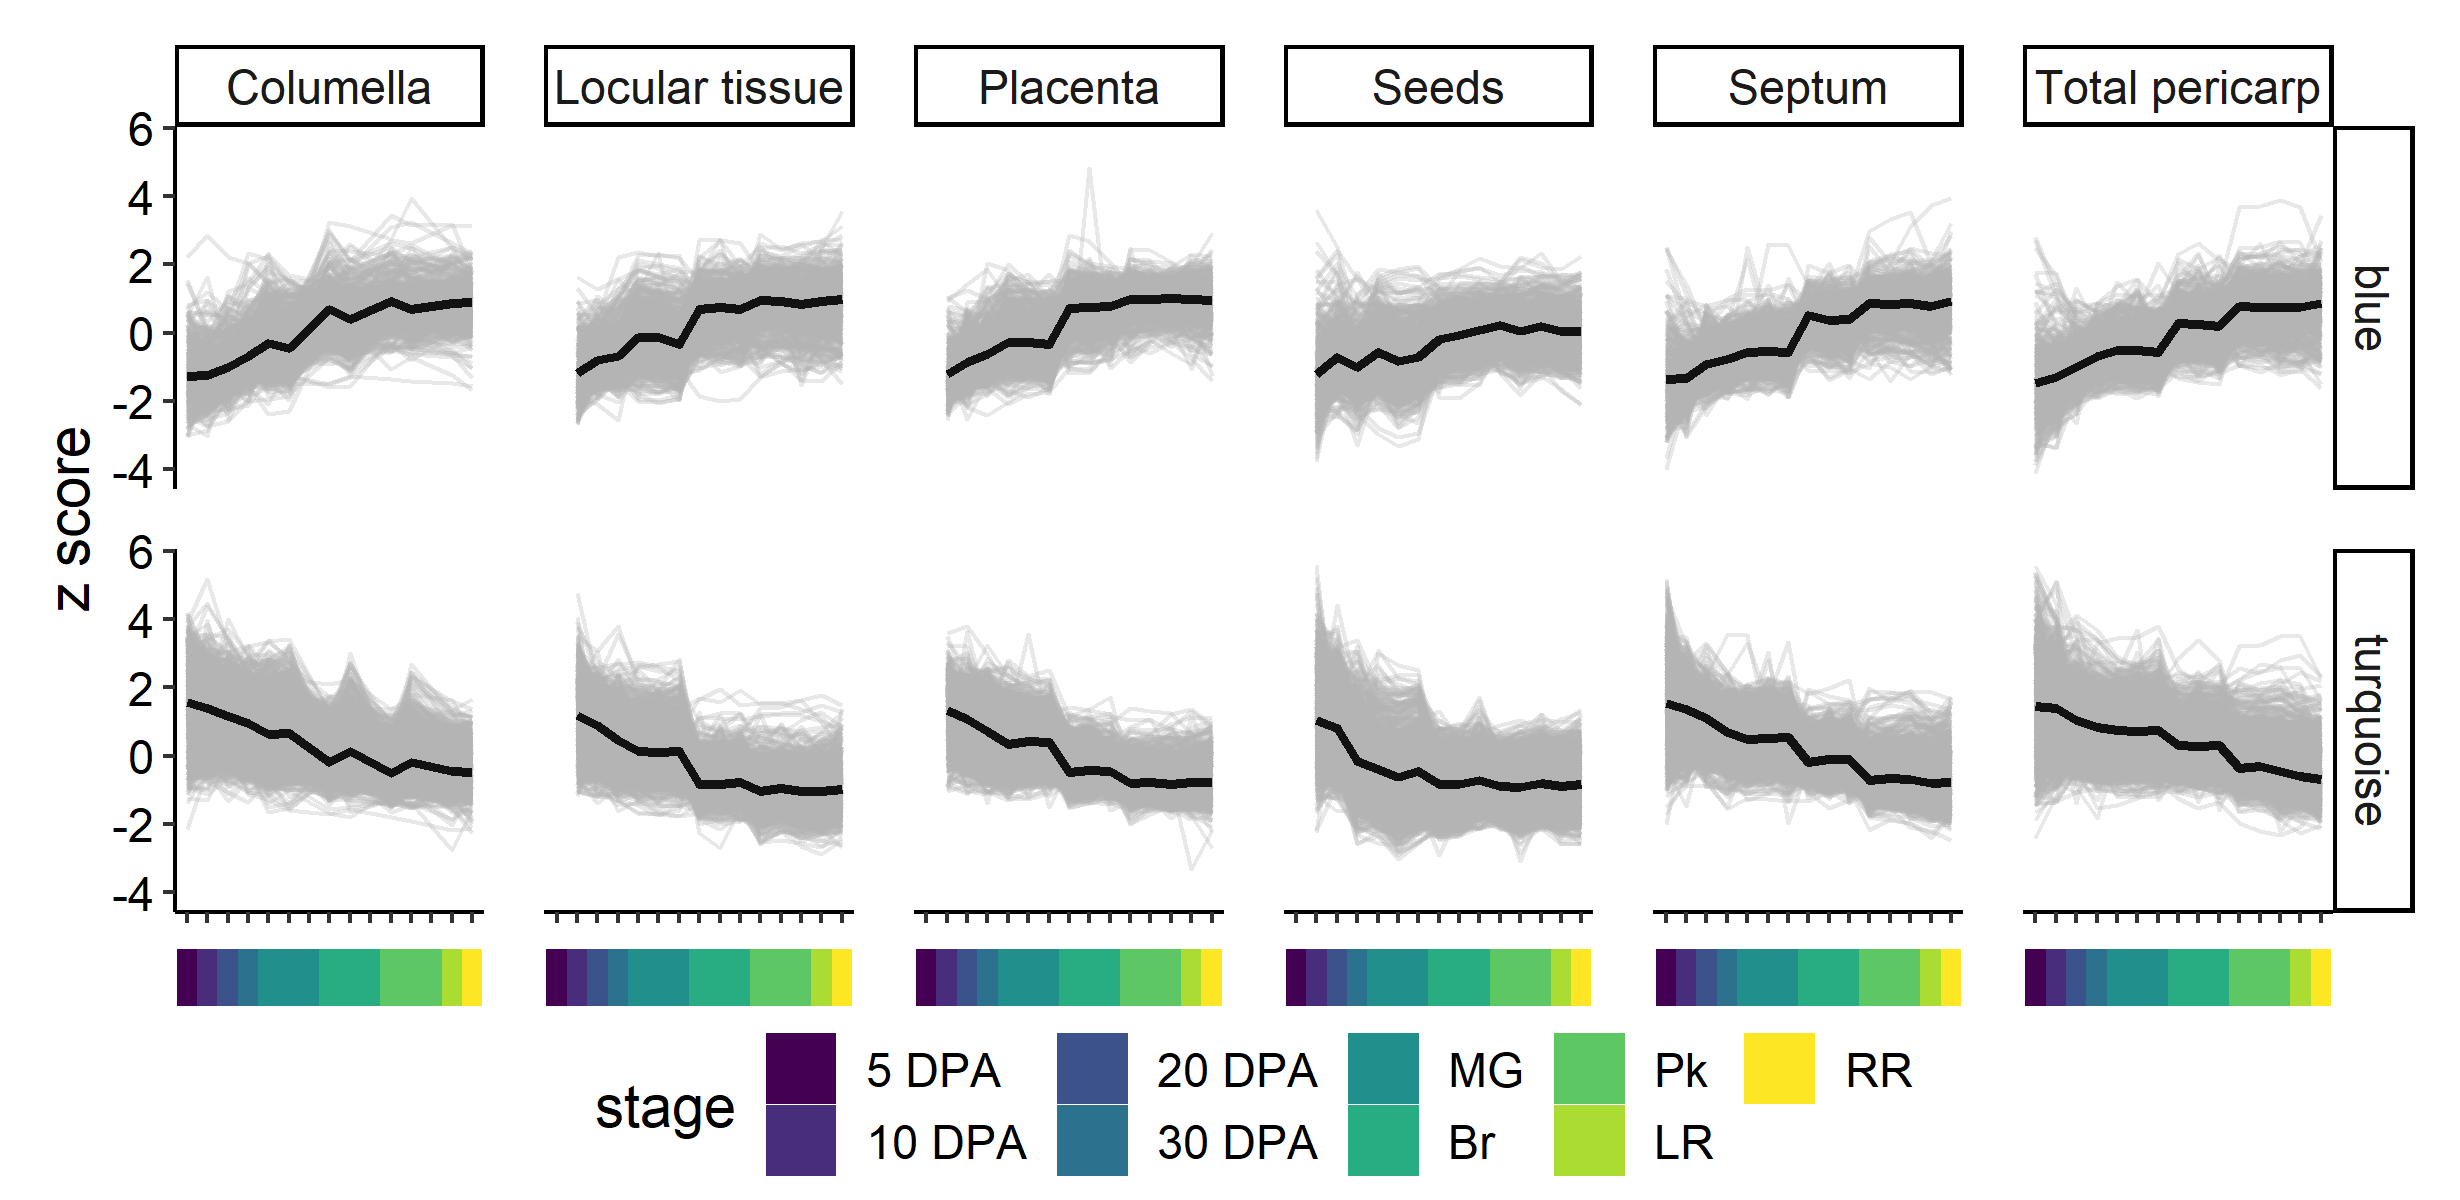 Columella Locular tissue Placenta Seeds Septum Total pericarp
6
4
2
0
-2
-4
blue
z score
6
4
2
0
-2
-4
turquoise
stage
5 DPA 20 DPA MG Pk RR
10 DPA 30 DPA Br LR